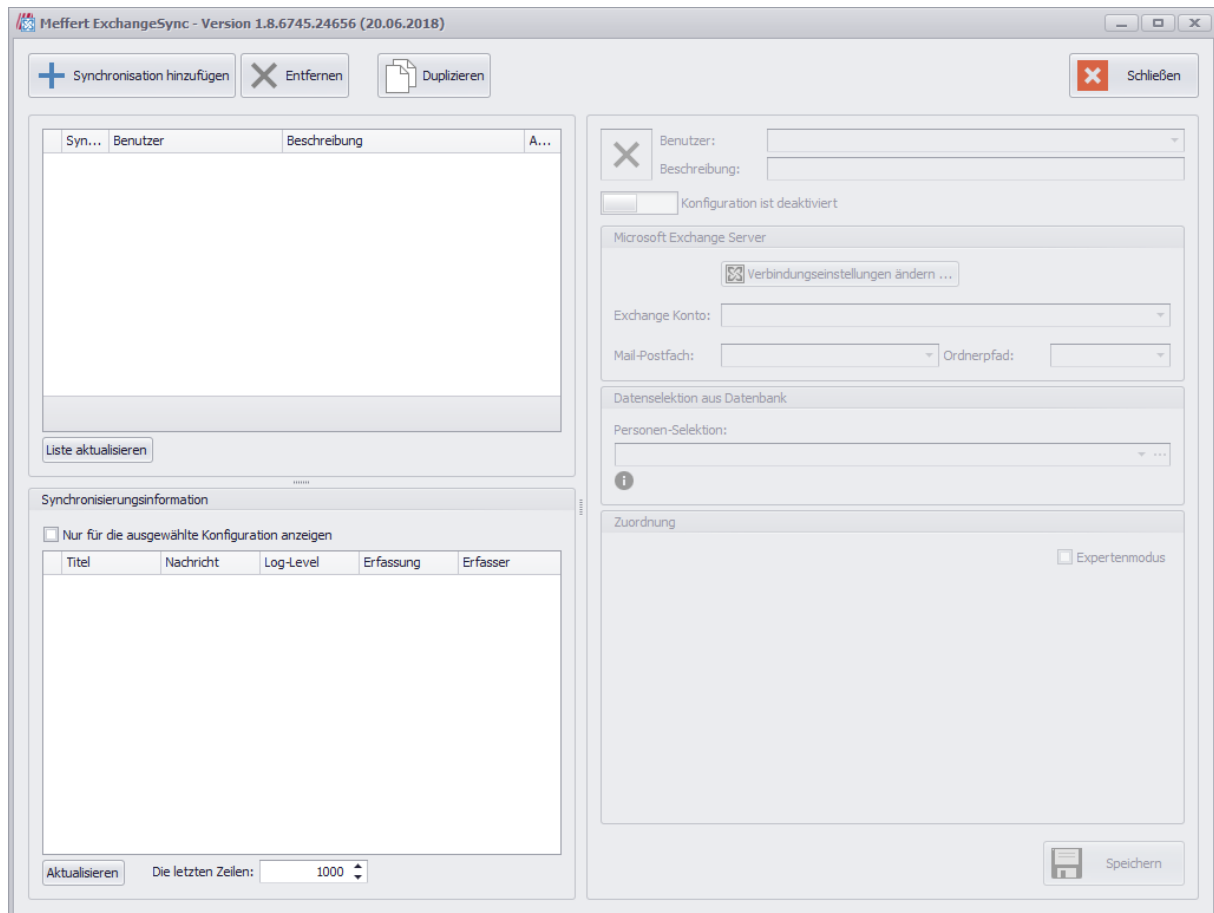 Meffert ExchangeSync - Version 1.8.6745.24656 (20.06.2018)
Synchronisation hinzufügen Entfernen Duplizieren Schließen
Syn... Benutzer Beschreibung A...
Liste aktualisieren
Synchronisierungsinformation
Nur für die ausgewählte Konfiguration anzeigen
Titel Nachricht Log-Level Erfassung Erfasser
Aktualisieren Die letzten Zeilen: 1000
Benutzer:
Beschreibung:
Konfiguration ist deaktiviert
Microsoft Exchange Server
Verbindungseinstellungen ändern ...
Exchange Konto:
Mail-Postfach: Ordnerpfad:
Datenselektion aus Datenbank
Personen-Selektion:
Zuordnung
Expertenmodus
Speichern